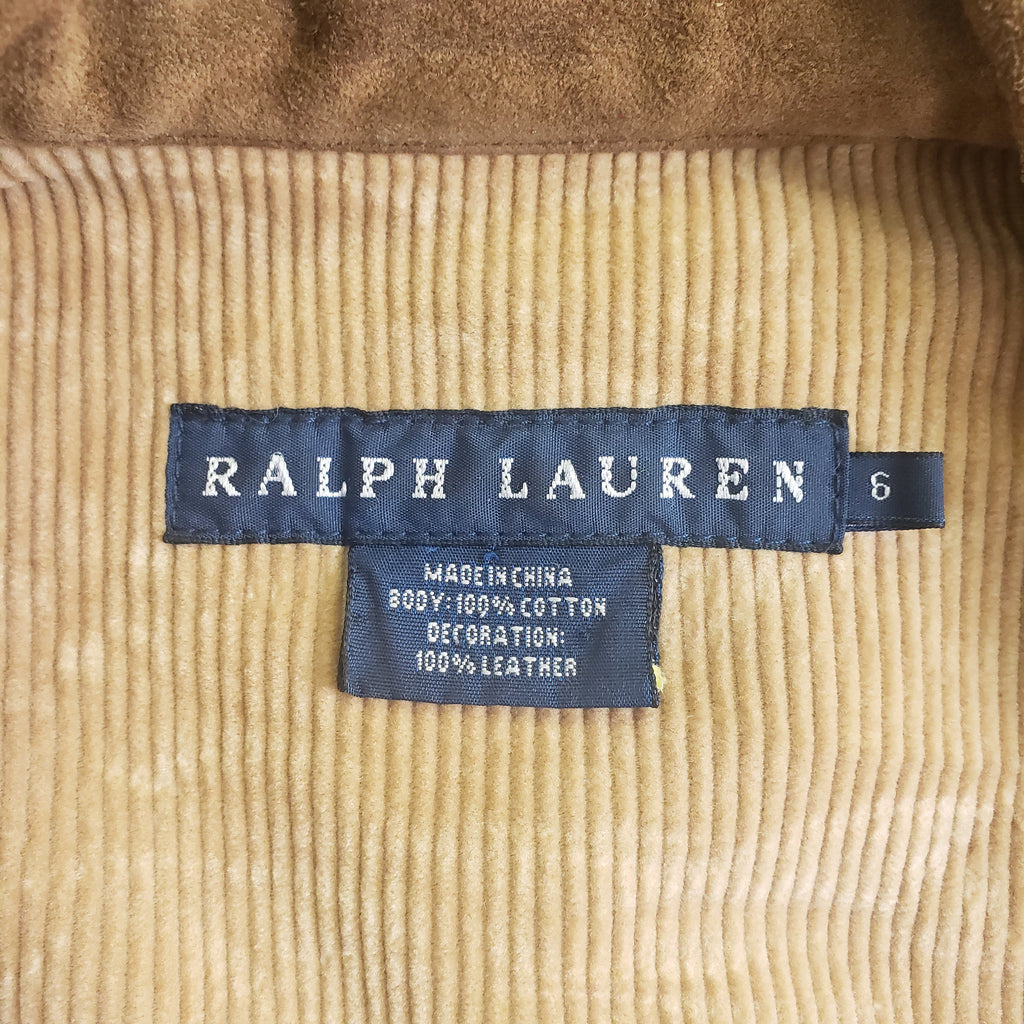 RALPH LAUREN
6
MADE IN CHINA
BODY: 100% COTTON
DECORATION:
100% LEATHER